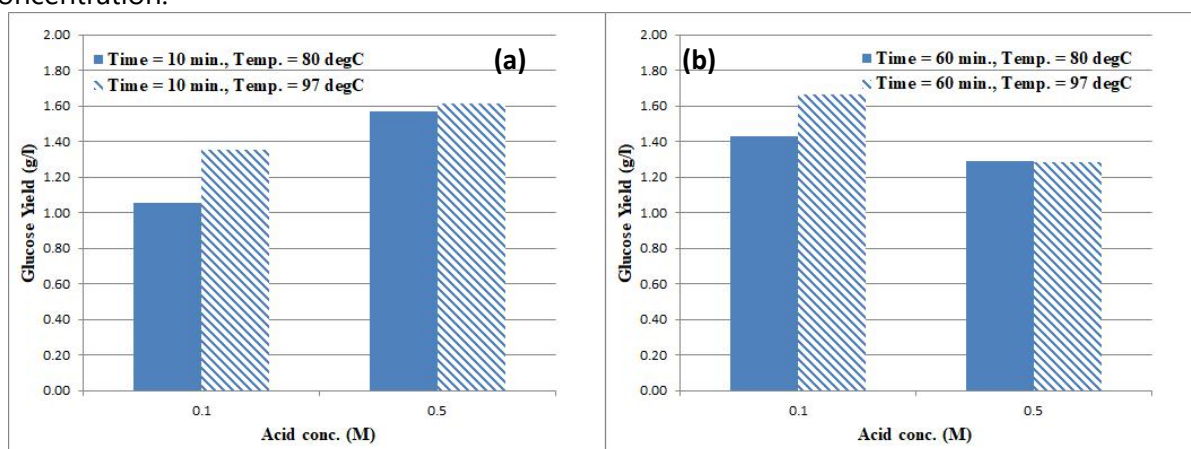 oncentration.
Time = 10 min., Temp. = 80 degC
Time = 10 min., Temp. = 97 degC
(a)
2.00
1.80
1.60
1.40
1.20
1.00
0.80
0.60
0.40
0.20
0.00
Glucose Yield (g/l)
0.1
0.5
Acid conc. (M)
(b)
Time = 60 min., Temp. = 80 degC
Time = 60 min., Temp. = 97 degC
2.00
1.80
1.60
1.40
1.20
1.00
0.80
0.60
0.40
0.20
0.00
Glucose Yield (g/l)
0.1
0.5
Acid conc. (M)